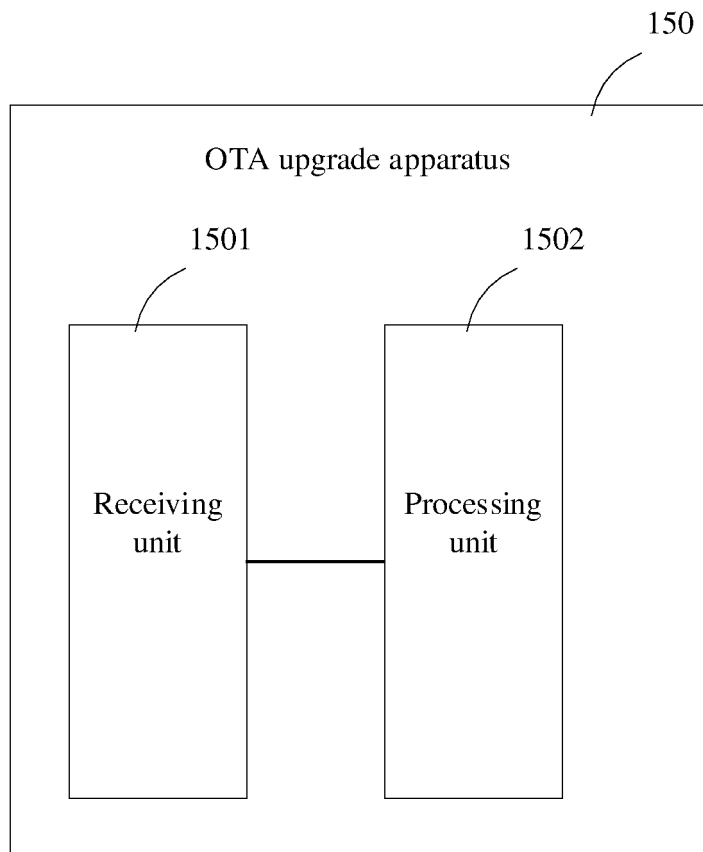 150
OTA upgrade apparatus
1501
1502
Receiving
unit
Processing
unit